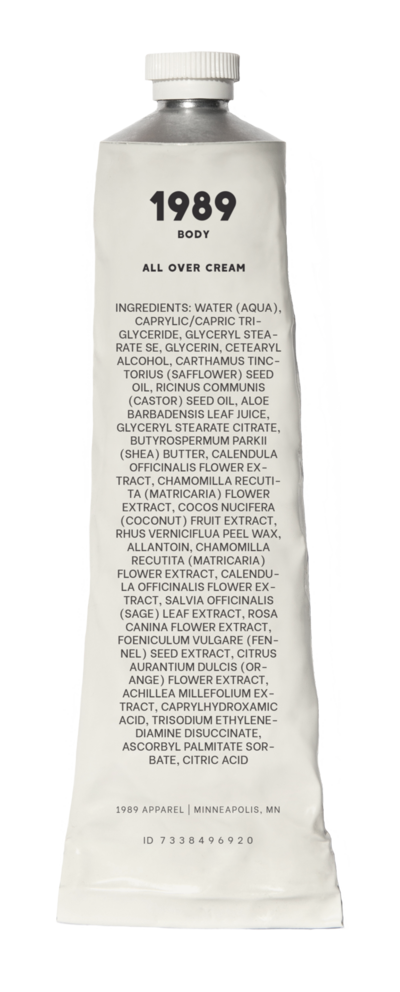 1989
BODY
ALL OVER CREAM
INGREDIENTS: WATER (AQUA),
CAPRYLIC/CAPRIC TRI-
GLYCERIDE, GLYCERYL STEA-
RATE SE, GLYCERIN, CETEARYL
ALCOHOL, CARTHAMUS TINC-
TORIUS (SAFFLOWER) SEED
OIL, RICINUS COMMUNIS
(CASTOR) SEED OIL, ALOE
BARBADENSIS LEAF JUICE,
GLYCERYL STEARATE CITRATE,
BUTYROSPERMUM PARKII
(SHEA) BUTTER, CALENDULA
OFFICINALIS FLOWER EX-
TRACT, CHAMOMILLA RECUTI-
TA (MATRICARIA) FLOWER
EXTRACT, COCOS NUCIFERA
(COCONUT) FRUIT EXTRACT,
RHUS VERNICIFLUA PEEL WAX,
ALLANTOIN, CHAMOMILLA
RECUTITA (MATRICARIA)
FLOWER EXTRACT, CALENDU-
LA OFFICINALIS FLOWER EX-
TRACT, SALVIA OFFICINALIS
(SAGE) LEAF EXTRACT, ROSA
CANINA FLOWER EXTRACT,
FOENICULUM VULGARE (FEN-
NEL) SEED EXTRACT, CITRUS
AURANTIUM DULCIS (OR-
ANGE) FLOWER EXTRACT,
ACHILLEA MILLEFOLIUM EX-
TRACT, CAPRYLHYDROXAMIC
ACID, TRISODIUM ETHYLENE-
DIAMINE DISUCCINATE,
ASCORBYL PALMITATE SOR-
BATE, CITRIC ACID
1989 APPAREL | MINNEAPOLIS, MN
ID 7338496920